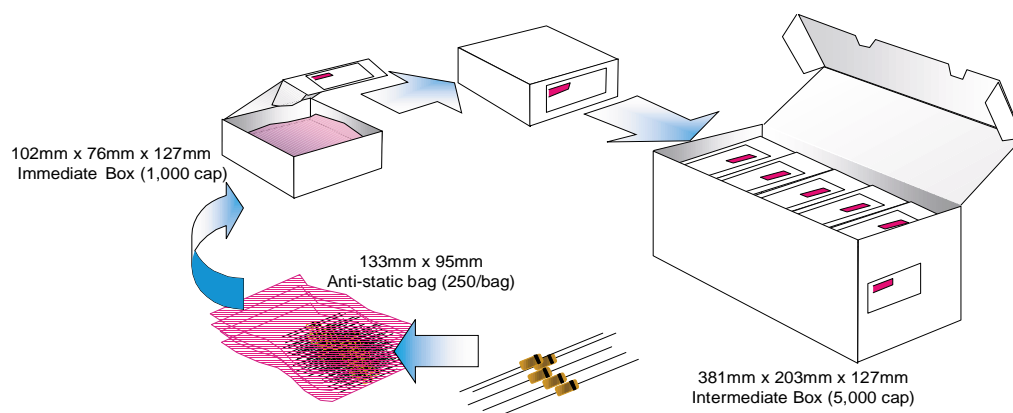 102mm x 76mm x 127mm
Immediate Box (1,000 cap)
133mm x 95mm
Anti-static bag (250/bag)
381mm x 203mm x 127mm
Intermediate Box (5,000 cap)